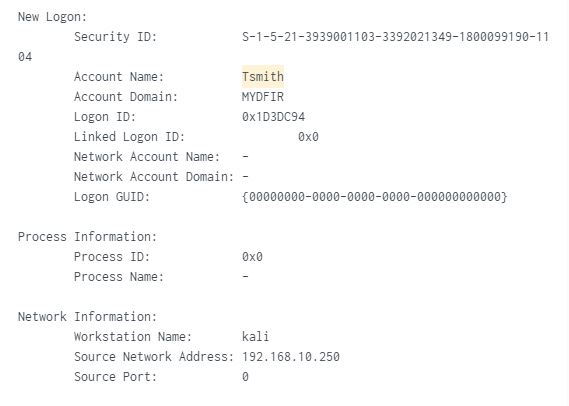 New Logon:
Security ID: S-1-5-21-3939001103-3392021349-1800099190-11
04
Account Name: Tsmith
Account Domain: MYDFIR
Logon ID: 0x1D3DC94
Linked Logon ID: 0x0
Network Account Name: -
Network Account Domain: -
Logon GUID: {00000000-0000-0000-0000-000000000000}
Process Information:
Process ID: 0x0
Process Name: -
Network Information:
Workstation Name: kali
Source Network Address: 192.168.10.250
Source Port: 0